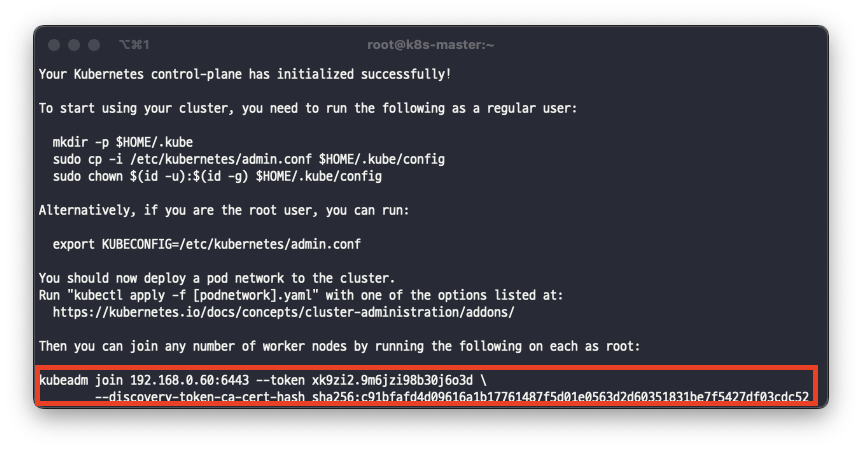 ⌥⌘1 root@k8s-master:~
Your Kubernetes control-plane has initialized successfully!
To start using your cluster, you need to run the following as a regular user:
mkdir -p $HOME/.kube
sudo cp -i /etc/kubernetes/admin.conf $HOME/.kube/config
sudo chown $(id -u):$(id -g) $HOME/.kube/config
Alternatively, if you are the root user, you can run:
export KUBECONFIG=/etc/kubernetes/admin.conf
You should now deploy a pod network to the cluster.
Run "kubectl apply -f [podnetwork].yaml" with one of the options listed at:
https://kubernetes.io/docs/concepts/cluster-administration/addons/
Then you can join any number of worker nodes by running the following on each as root:
kubeadm join 192.168.0.60:6443 --token xk9zi2.9m6jzi98b30j6o3d \
--discovery-token-ca-cert-hash sha256:c91bfafd4d09616a1b17761487f5d01e0563d2d60351831be7f5427df03cdc52